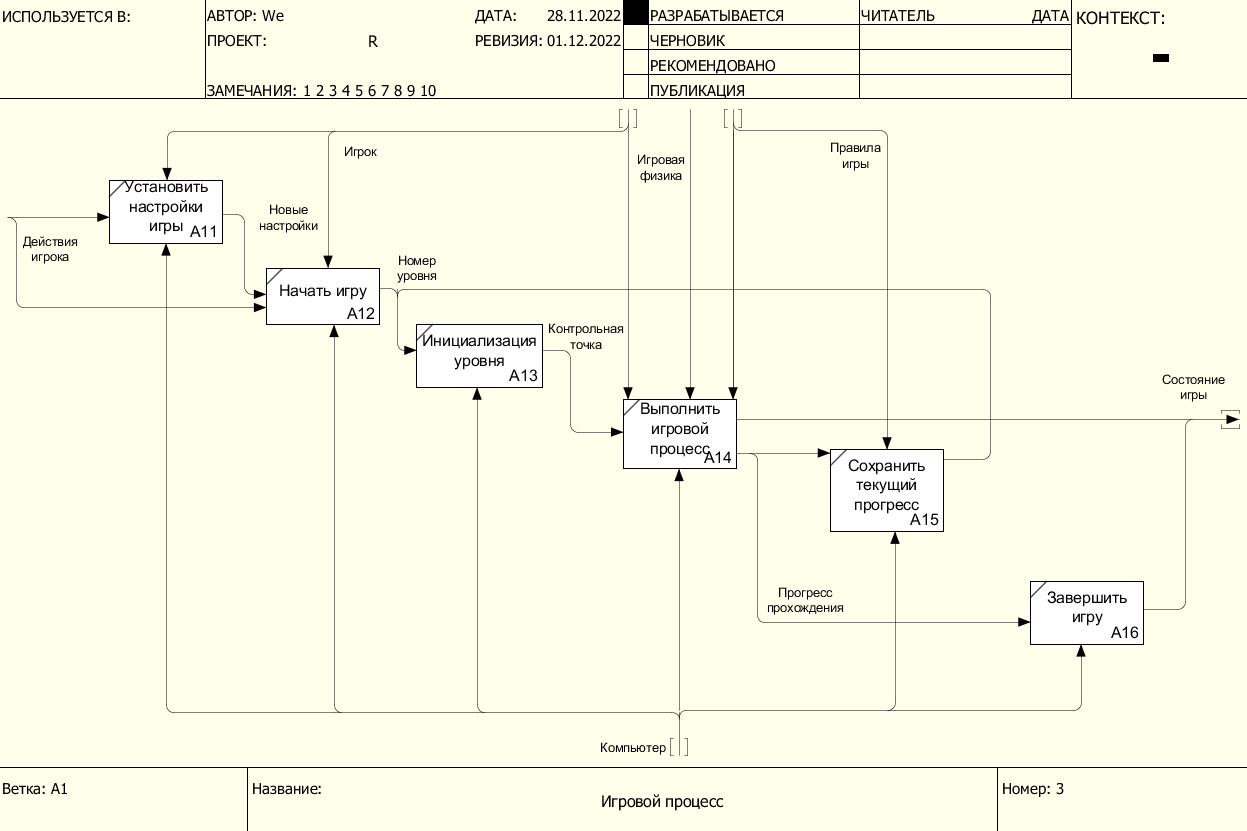 ИСПОЛЬЗУЕТСЯ В:
АВТОР: We
ДАТА: 28.11.2022
ПРОЕКТ: R
РЕВИЗИЯ: 01.12.2022
ЗАМЕЧАНИЯ: 1 2 3 4 5 6 7 8 9 10
РАЗРАБАТЫВАЕТСЯ
ЧЕРНОВИК
РЕКОМЕНДОВАНО
ПУБЛИКАЦИЯ
ЧИТАТЕЛЬ
ДАТА
КОНТЕКСТ:
Игрок
Игровая
физика
Правила
игры
Установить
настройки
игры
A11
Действия
игрока
Новые
настройки
Начать игру
A12
Номер
уровня
Инициализация
уровня
A13
Контрольная
точка
Выполнить
игровой
процесс
A14
Состояние
игры
Сохранить
текущий
прогресс
A15
Прогресс
прохождения
Завершить
игру
A16
Компьютер
Ветка: A1
Название:
Игровой процесс
Номер: 3